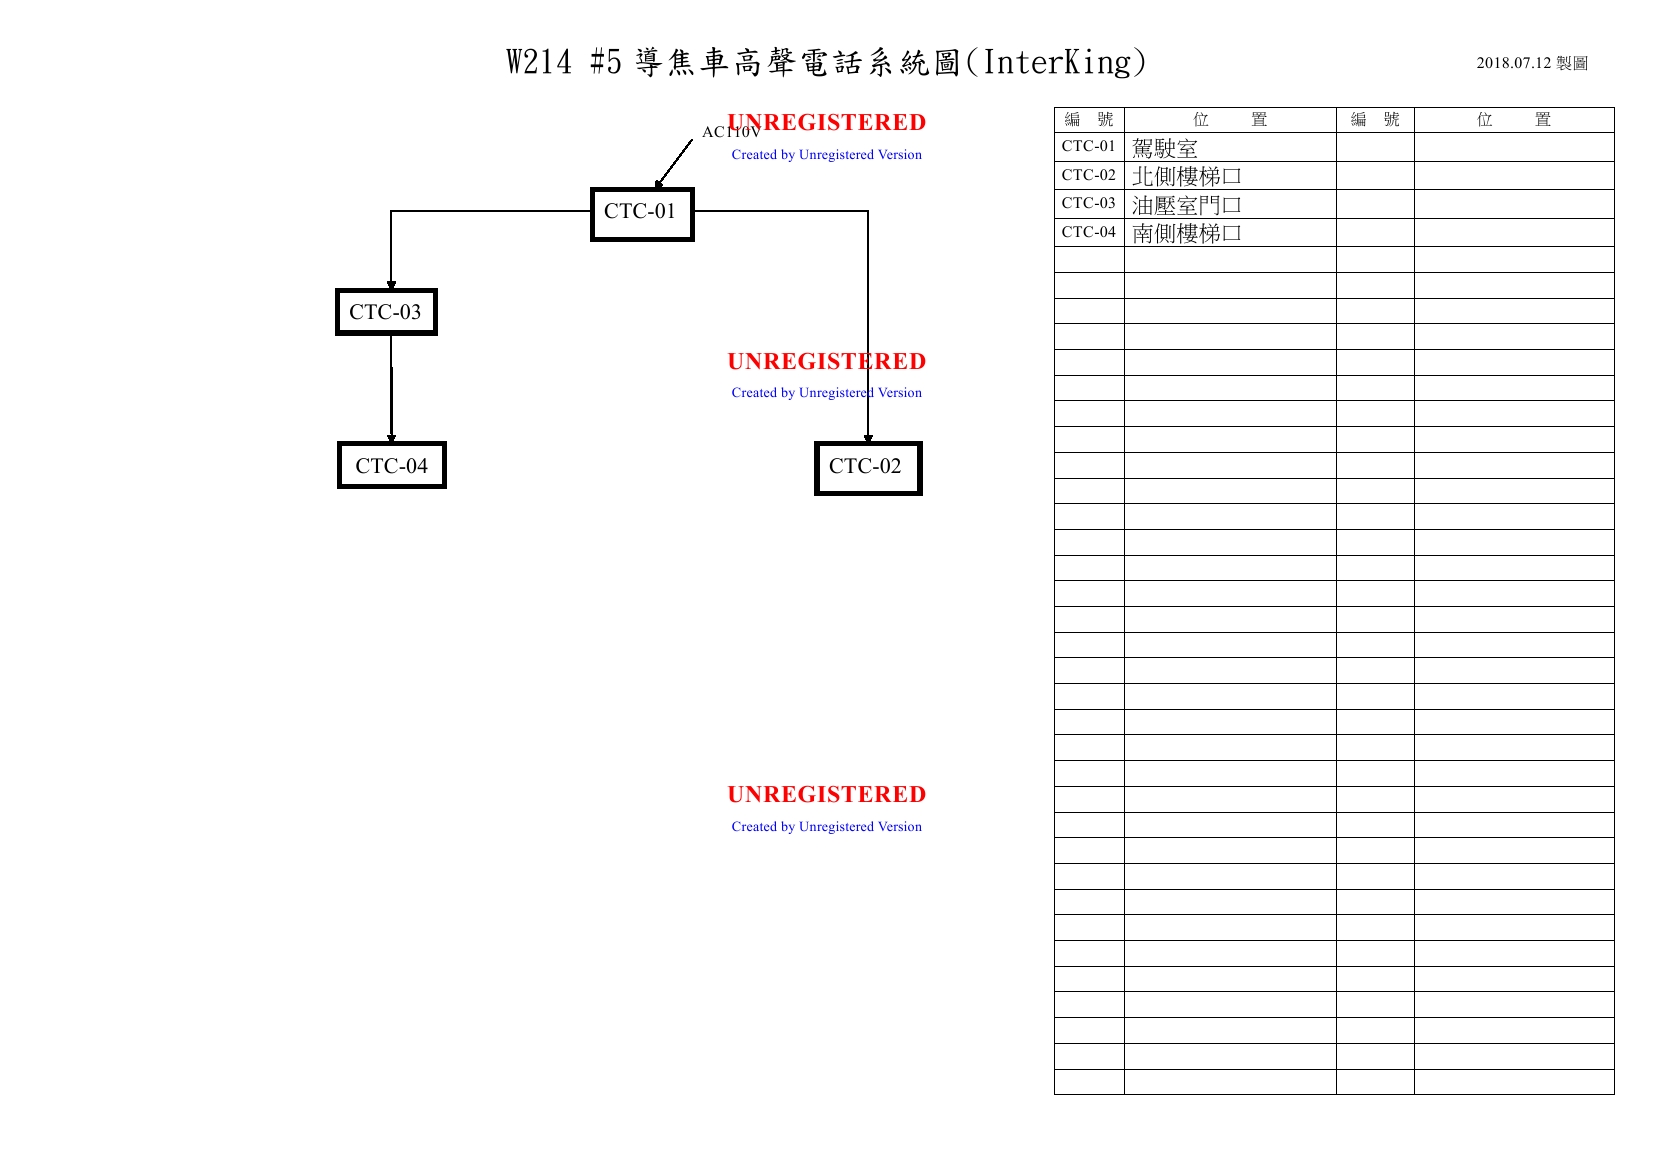 W214 #5 導焦車高聲電話系統圖(InterKing)
2018.07.12 製圖
UNREGISTERED
AC110V
Created by Unregistered Version
CTC-01
CTC-03
UNREGISTERED
Created by Unregistered Version
CTC-04
CTC-02
UNREGISTERED
Created by Unregistered Version
編 號 位 置 編 號 位 置
CTC-01 駕駛室
CTC-02 北側樓梯口
CTC-03 油壓室門口
CTC-04 南側樓梯口